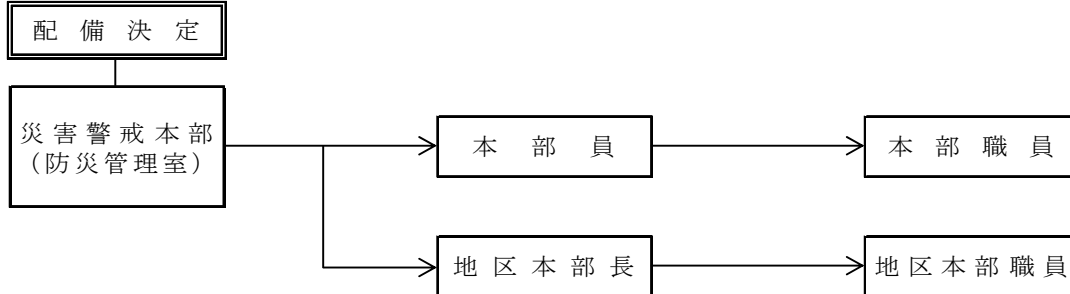 配備決定
災害警戒本部
（防災管理室）
本部員
本部職員
地区本部長
地区本部職員